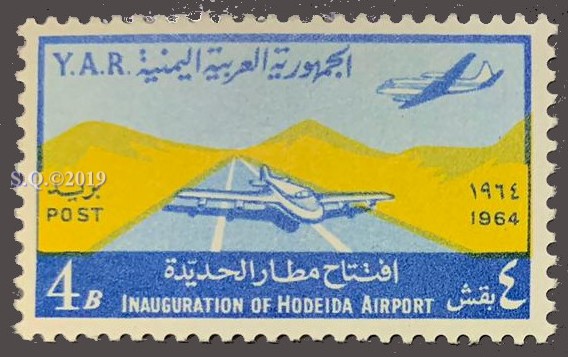 Y.A.R. الجمهورية العربية اليمنية
S.Q.©2019
بريد
POST
١٩٦٤
1964
افتتاح مطار الحديدة
4B INAUGURATION OF HODEIDA AIRPORT ٤ بقش